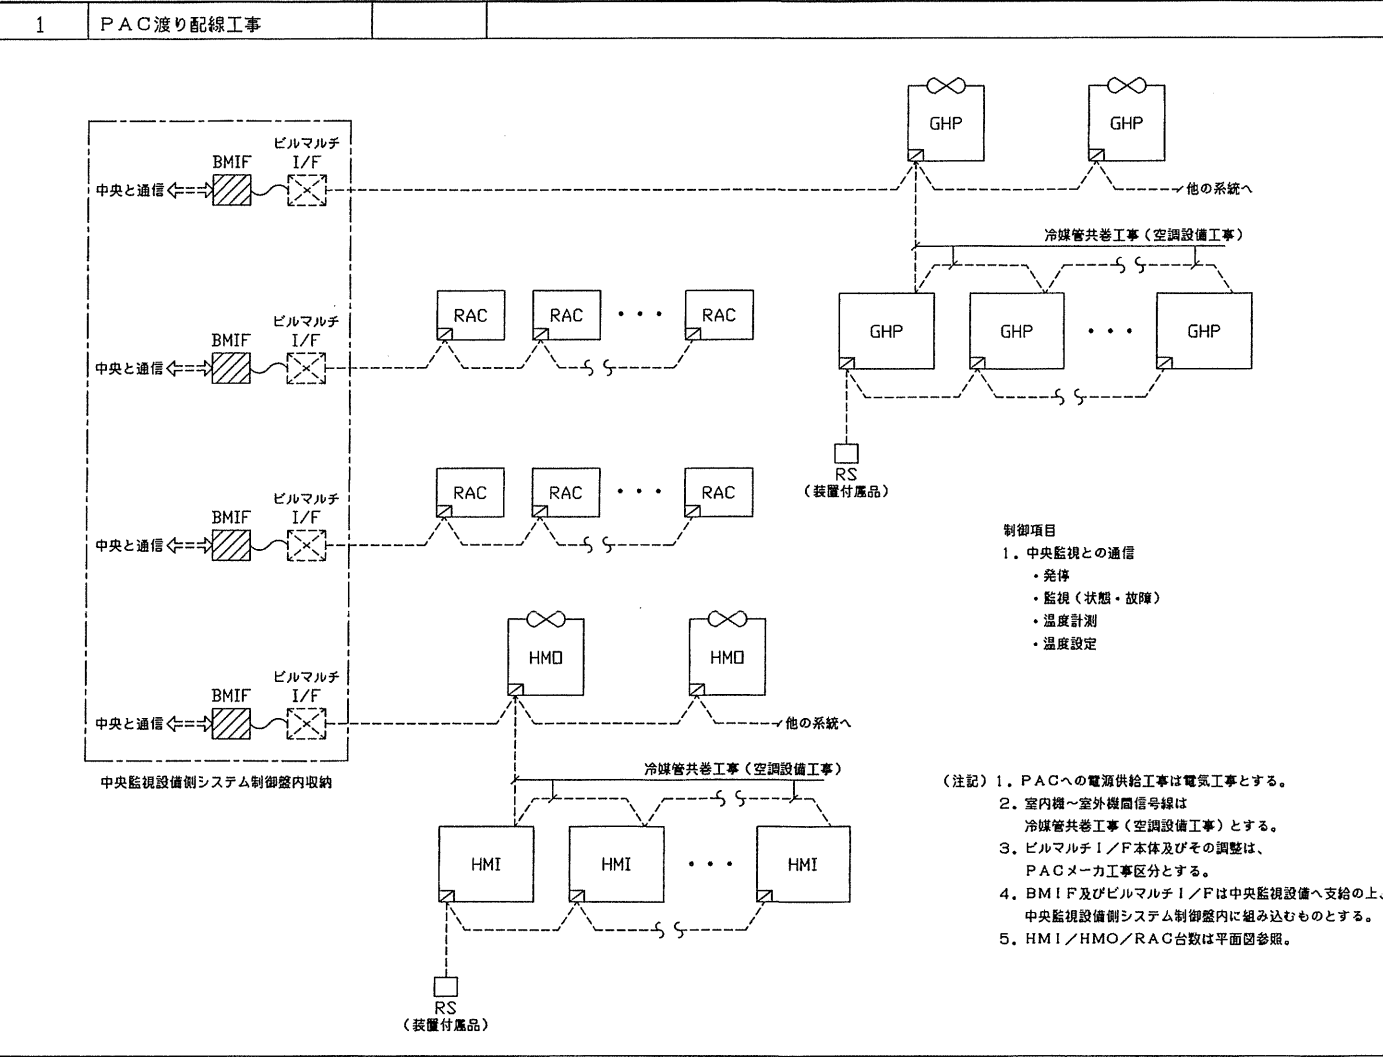 1 PAC渡り配線工事
GHP GHP
ビルマルチ
BMIF I/F
中央と通信
他の系統へ
冷媒管共巻工事(空調設備工事)
ビルマルチ
BMIF I/F
中央と通信
RAC RAC ・・・ RAC
GHP GHP ・・・ GHP
RS
(装置付属品)
ビルマルチ
BMIF I/F
中央と通信
RAC RAC ・・・ RAC
制御項目
1.中央監視との通信
・発停
・監視(状態・故障)
・温度計測
・温度設定
HMO HMO
ビルマルチ
BMIF I/F
中央と通信
他の系統へ
中央監視設備側システム制御盤内収納
冷媒管共巻工事(空調設備工事)
HMI HMI ・・・ HMI
RS
(装置付属品)
(注記)1.PACへの電源供給工事は電気工事とする。
2.室内機~室外機間信号線は
冷媒管共巻工事(空調設備工事)とする。
3.ビルマルチI/F本体及びその調整は、
PACメーカ工事区分とする。
4.BMIF及びビルマルチI/Fは中央監視設備へ支給の上、
中央監視設備側システム制御盤内に組み込むものとする。
5.HMI/HMO/RAC台数は平面図参照。